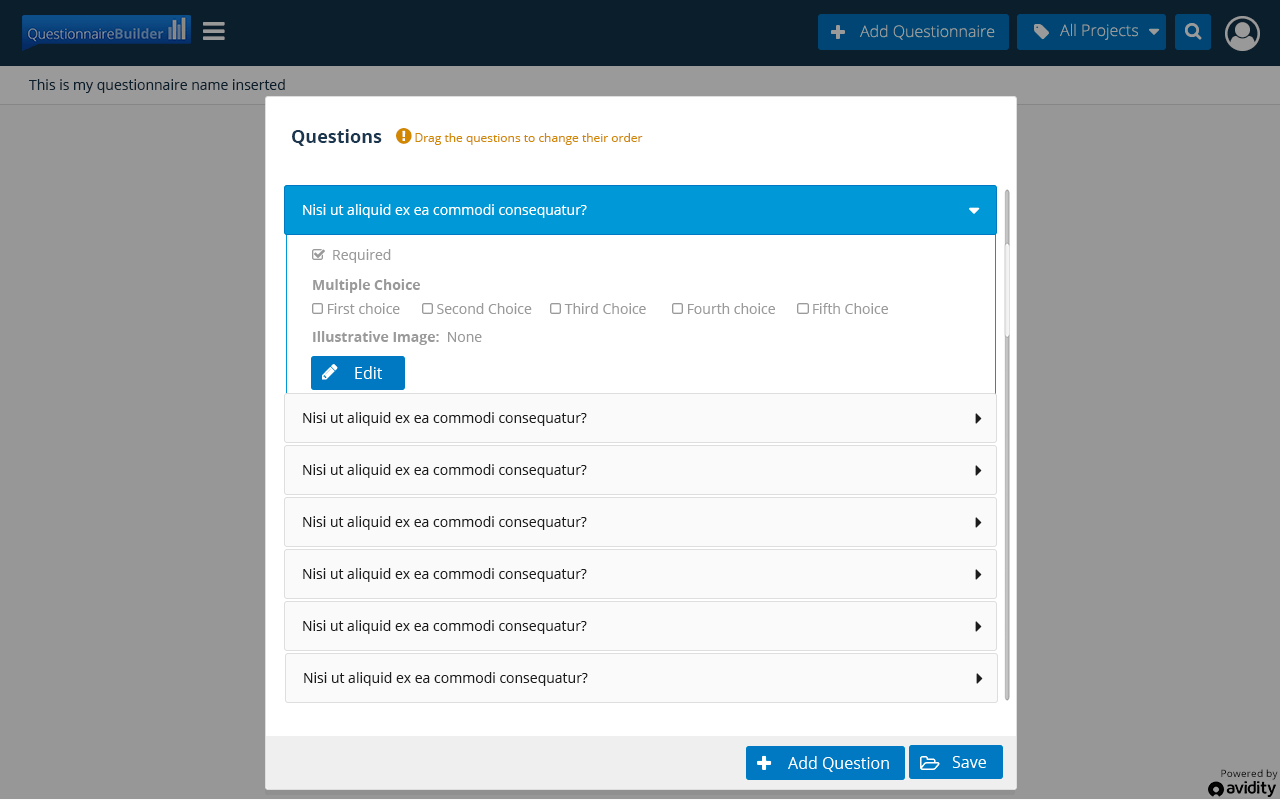 QuestionnaireBuilder
Add Questionnaire
All Projects
This is my questionnaire name inserted
Questions
Drag the questions to change their order
Nisi ut aliquid ex ea commodi consequatur?
Required
Multiple Choice
First choice Second Choice Third Choice Fourth choice Fifth Choice
Illustrative Image: None
Edit
Nisi ut aliquid ex ea commodi consequatur?
Nisi ut aliquid ex ea commodi consequatur?
Nisi ut aliquid ex ea commodi consequatur?
Nisi ut aliquid ex ea commodi consequatur?
Nisi ut aliquid ex ea commodi consequatur?
Nisi ut aliquid ex ea commodi consequatur?
Add Question
Save
Powered by
avidity